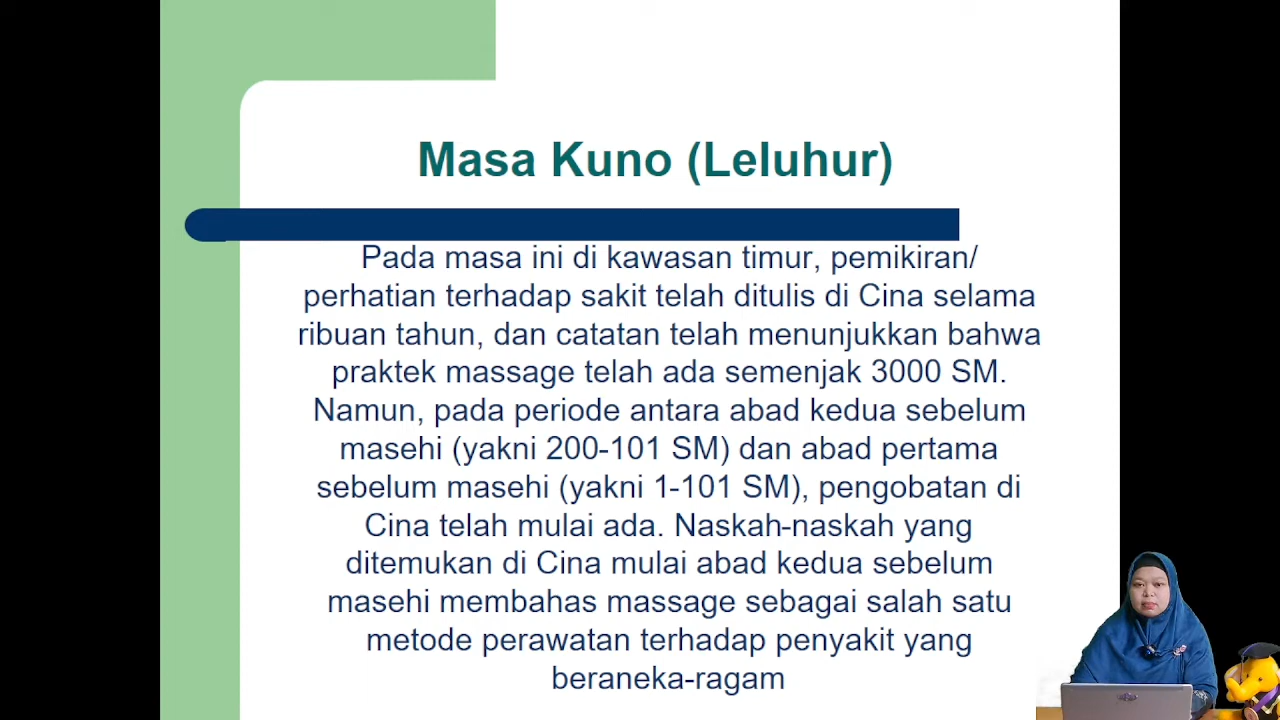 Masa Kuno (Leluhur)
Pada masa ini di kawasan timur, pemikiran/
perhatian terhadap sakit telah ditulis di Cina selama
ribuan tahun, dan catatan telah menunjukkan bahwa
praktek massage telah ada semenjak 3000 SM.
Namun, pada periode antara abad kedua sebelum
masehi (yakni 200-101 SM) dan abad pertama
sebelum masehi (yakni 1-101 SM), pengobatan di
Cina telah mulai ada. Naskah-naskah yang
ditemukan di Cina mulai abad kedua sebelum
masehi membahas massage sebagai salah satu
metode perawatan terhadap penyakit yang
beraneka-ragam